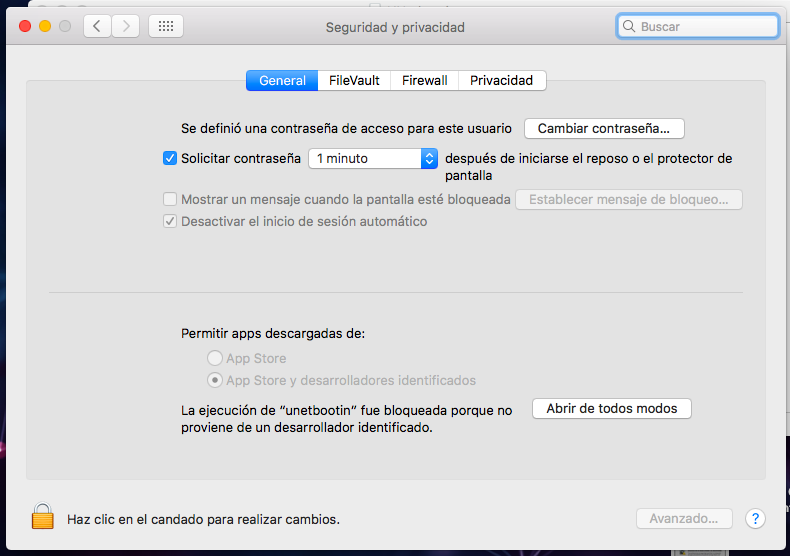 Seguridad y privacidad
Buscar
General
FileVault
Firewall
Privacidad
Se definió una contraseña de acceso para este usuario
Cambiar contraseña...
Solicitar contraseña
1 minuto
después de iniciarse el reposo o el protector de
pantalla
Mostrar un mensaje cuando la pantalla esté bloqueada
Establecer mensaje de bloqueo...
Desactivar el inicio de sesión automático
Permitir apps descargadas de:
App Store
App Store y desarrolladores identificados
La ejecución de “unetbootin” fue bloqueada porque no
proviene de un desarrollador identificado.
Abrir de todos modos
Haz clic en el candado para realizar cambios.
Avanzado...
?